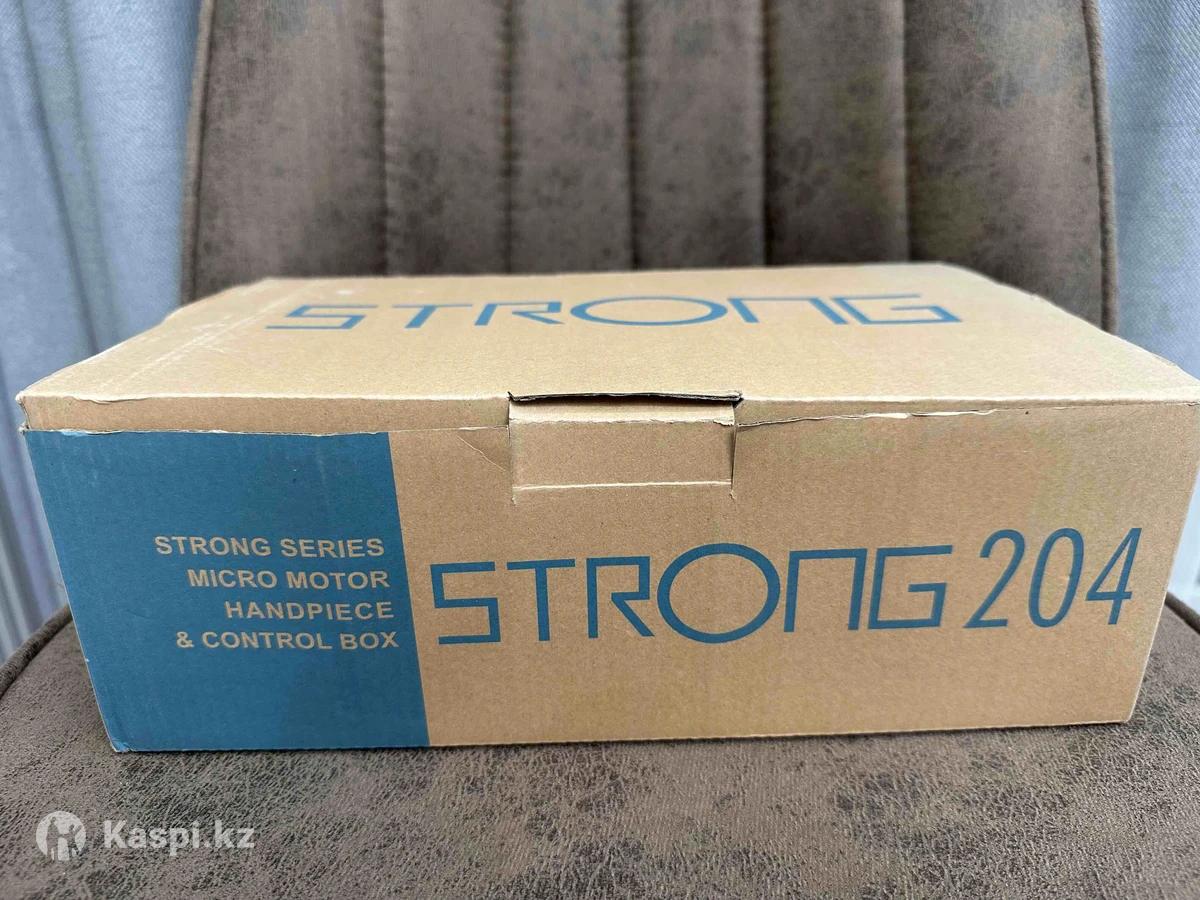 STRONG
STRONG SERIES
MICRO MOTOR
HANDPIECE
& CONTROL BOX
STRONG 204
Kaspi.kz